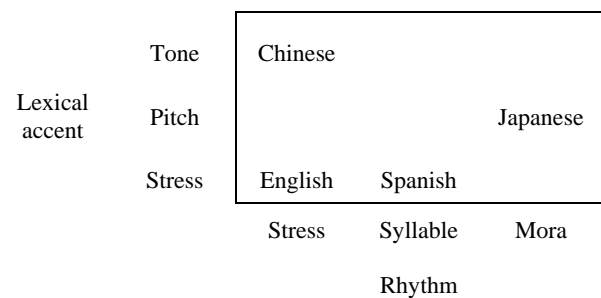 Tone Chinese
Lexical
accent
Pitch Japanese
Stress English Spanish
Stress Syllable Mora
Rhythm